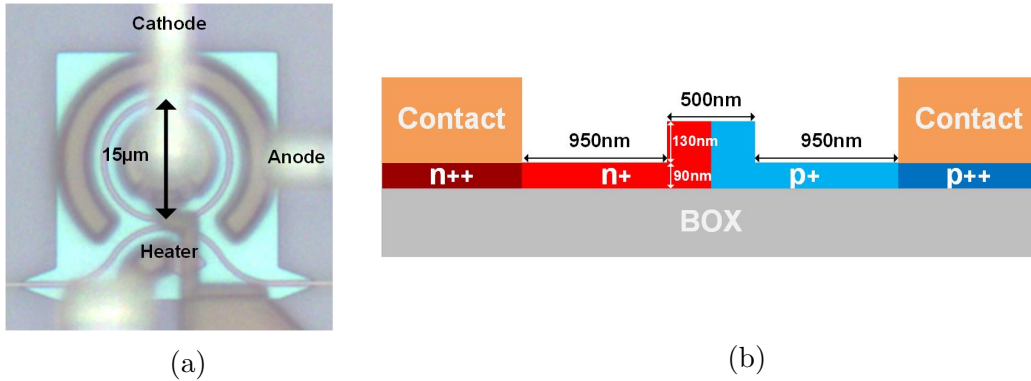 Cathode
15μm
Anode
Heater
(a)
500nm
Contact
Contact
950nm
130nm
950nm
n++
n+
90nm
p+
p++
BOX
(b)